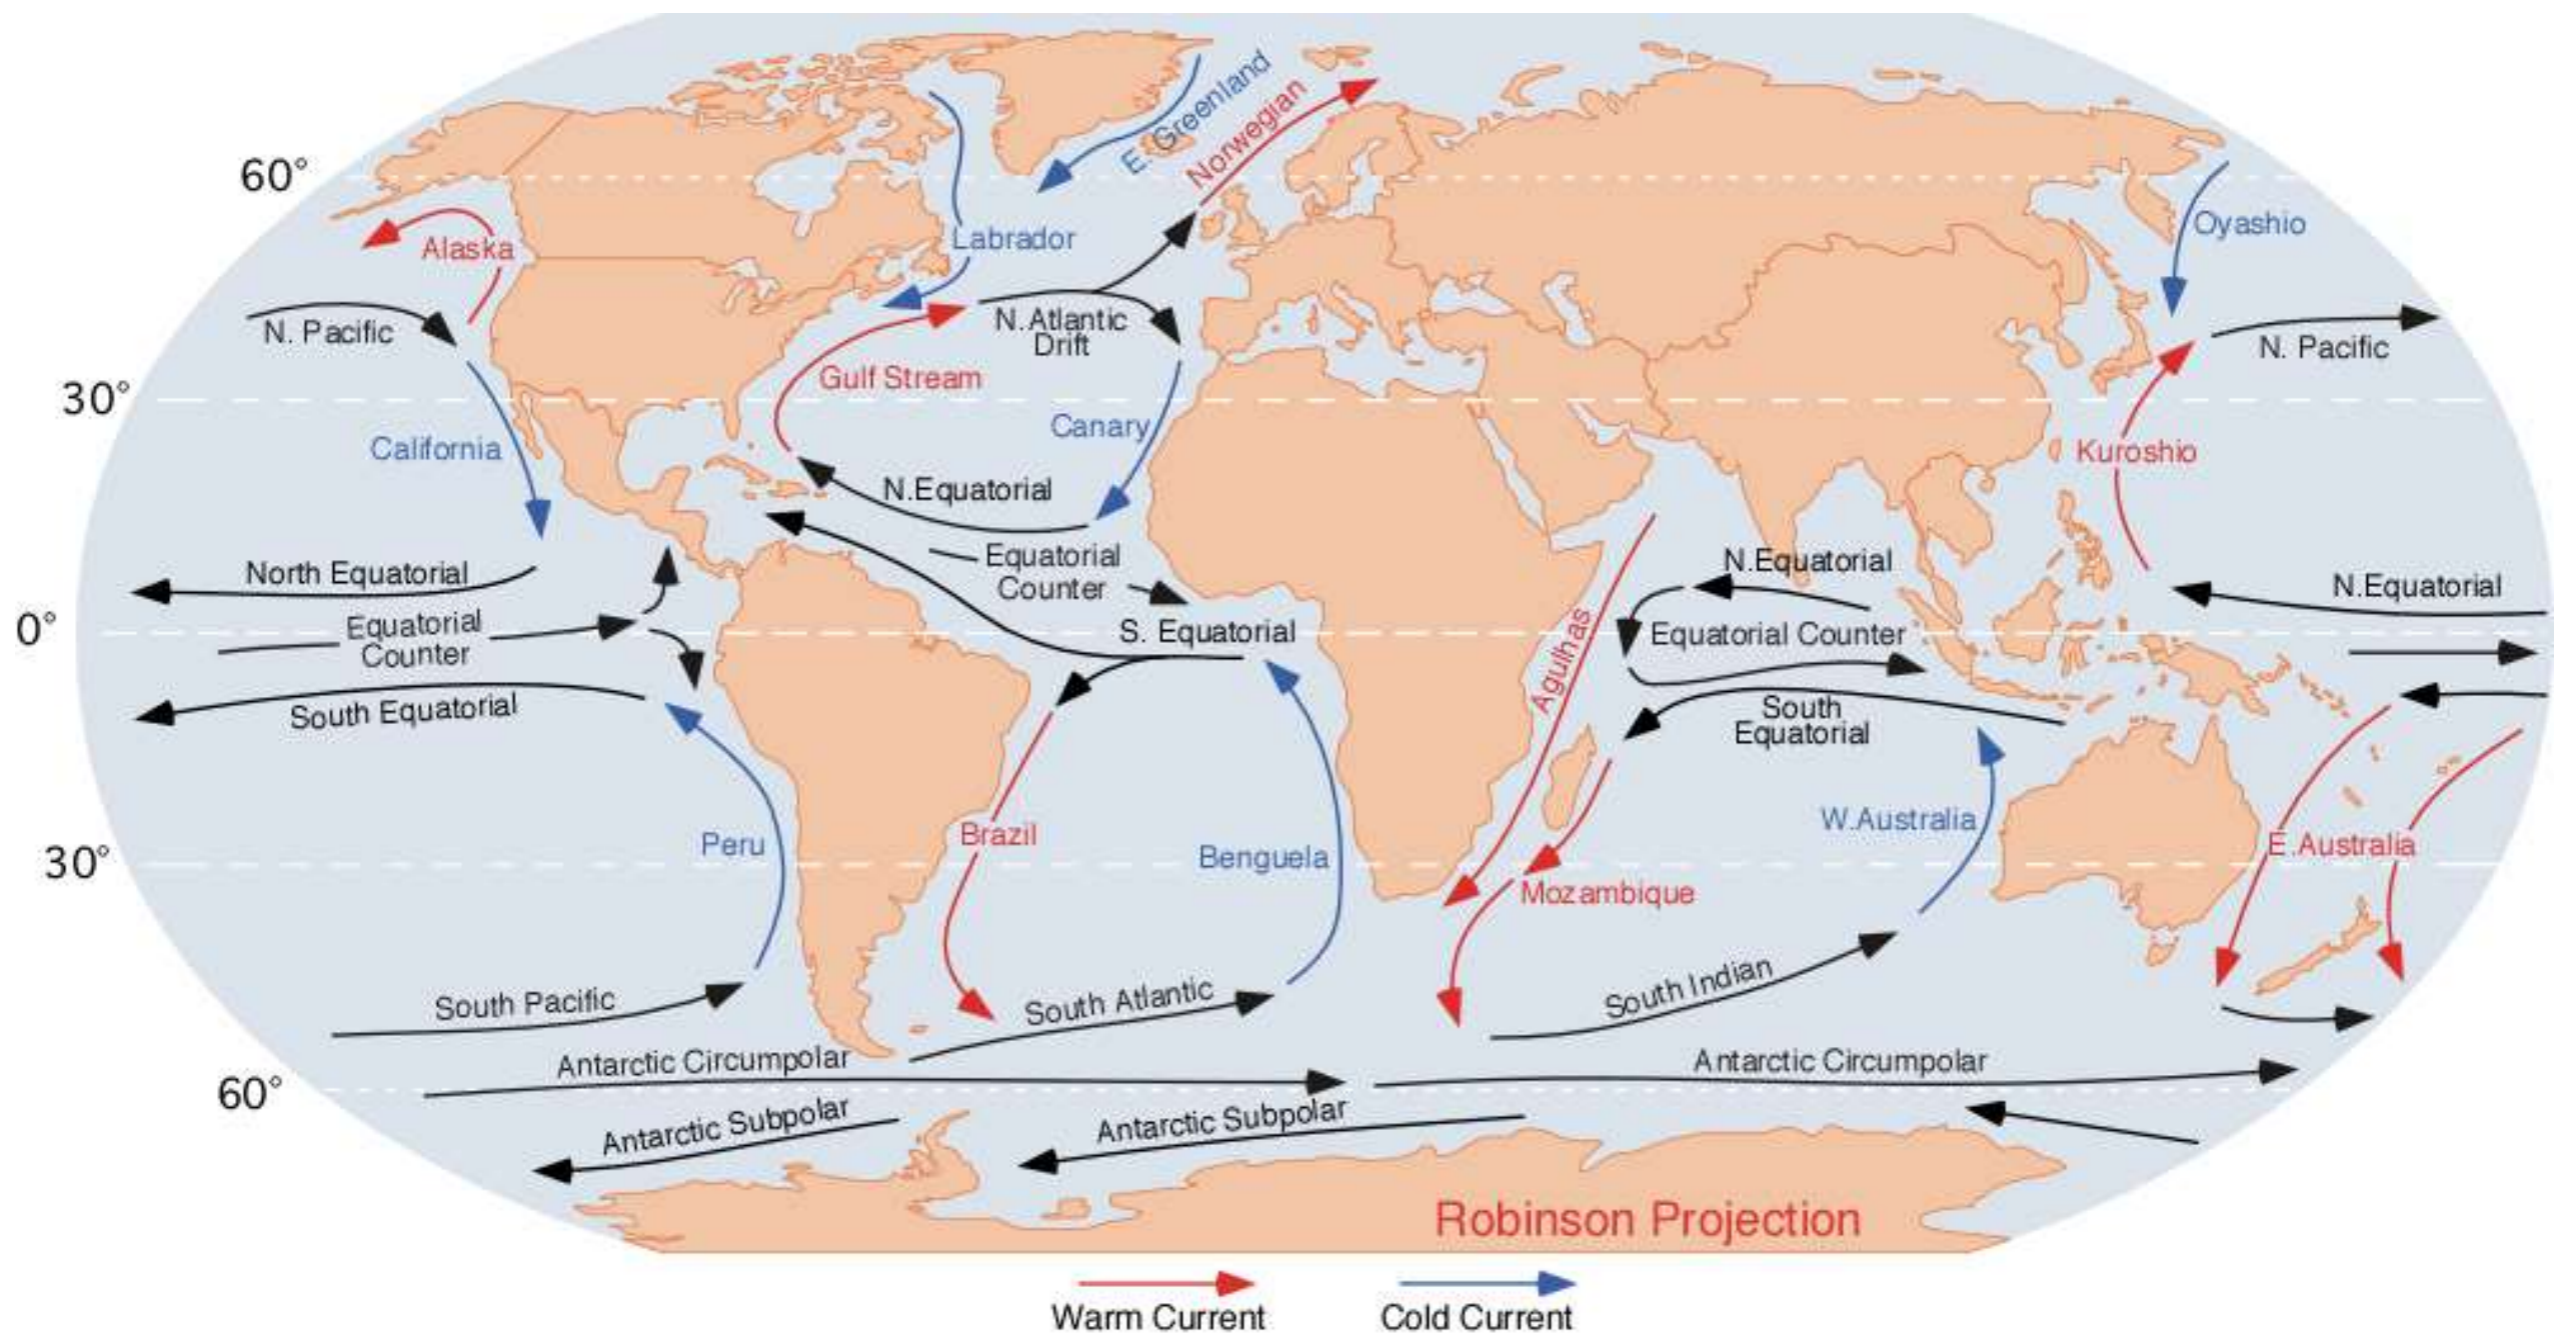 E. Greenland
Norwegian
60°
Alaska
Labrador
Oyashio
N. Pacific
N. Atlantic
Drift
N. Pacific
Gulf Stream
30°
California
Canary
Kuroshio
N.Equatorial
North Equatorial
Equatorial
Counter
N.Equatorial
N.Equatorial
0°
Equatorial
Counter
S. Equatorial
Equatorial Counter
Agulhas
South Equatorial
South
Equatorial
Peru
Brazil
Benguela
W.Australia
E.Australia
30°
Mozambique
South Pacific
South Atlantic
South Indian
Antarctic Circumpolar
Antarctic Circumpolar
60°
Antarctic Subpolar
Antarctic Subpolar
Robinson Projection
Warm Current
Cold Current